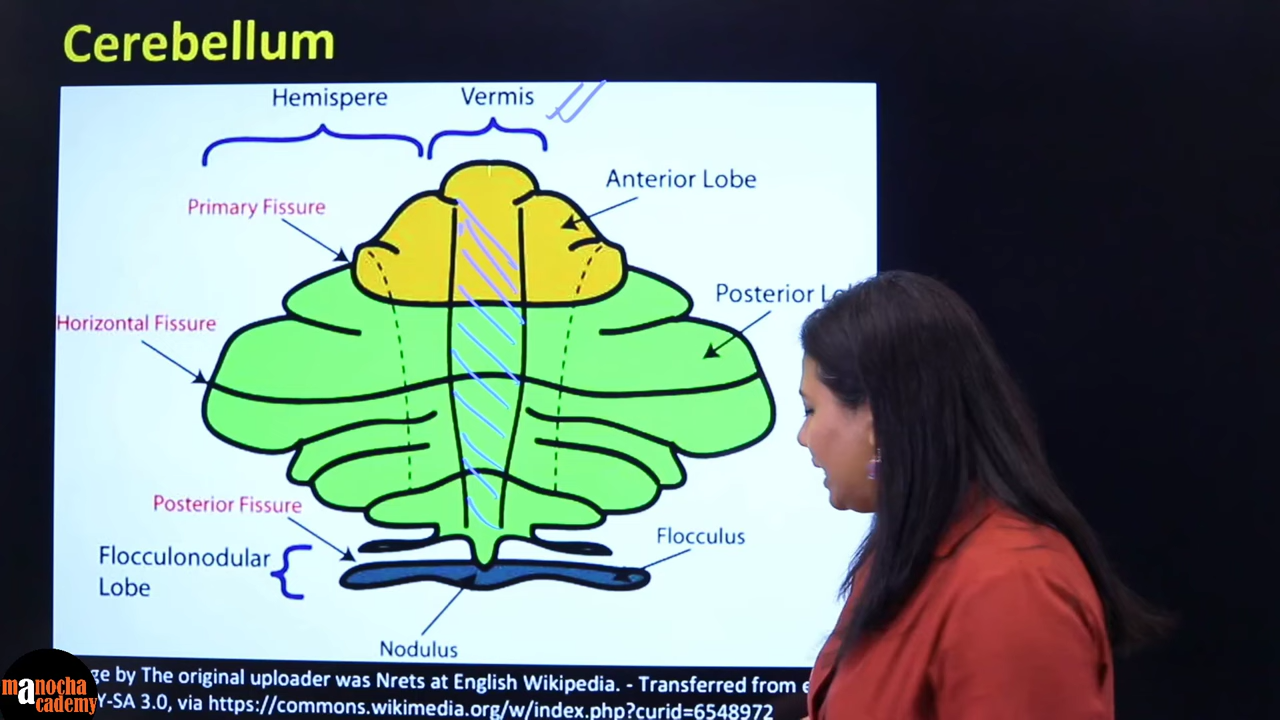 Cerebellum
Hemispere
Vermis
Anterior Lobe
Primary Fissure
Posterior
Horizontal Fissure
Posterior Fissure
Flocculus
Flocculonodular
Lobe
Nodulus
by The original uploader was Nrets at English Wikipedia. - Transferred from
Y-SA 3.0, via https://commons.wikimedia.org/w/index.php?curid=6548972
manocha
academy